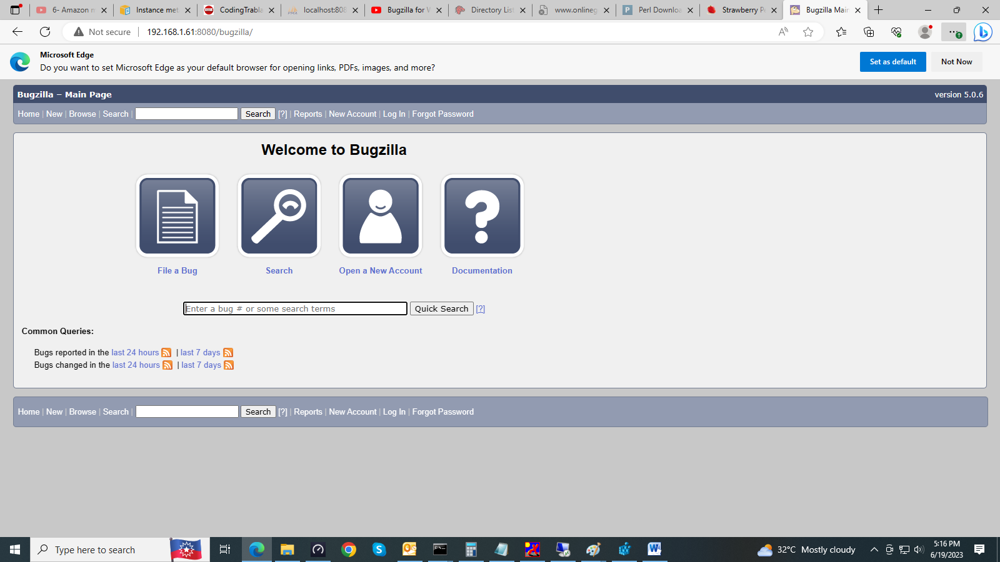 6- Amazon m
Instance met
CodingTrabla
localhost:808
Bugzilla for W
Directory List
www.onlineg
Perl Downloa
Strawberry Pe
Bugzilla Main
Not secure
192.168.1.61:8080/bugzilla/
Microsoft Edge
Do you want to set Microsoft Edge as your default browser for opening links, PDFs, images, and more?
Set as default
Not Now
Bugzilla – Main Page
version 5.0.6
Home | New | Browse | Search | Search [?] | Reports | New Account | Log In | Forgot Password
Welcome to Bugzilla
File a Bug
Search
Open a New Account
Documentation
Enter a bug # or some search terms
Quick Search [?]
Common Queries:
Bugs reported in the last 24 hours | last 7 days
Bugs changed in the last 24 hours | last 7 days
Home | New | Browse | Search | Search [?] | Reports | New Account | Log In | Forgot Password
Type here to search
32°C Mostly cloudy
5:16 PM
6/19/2023